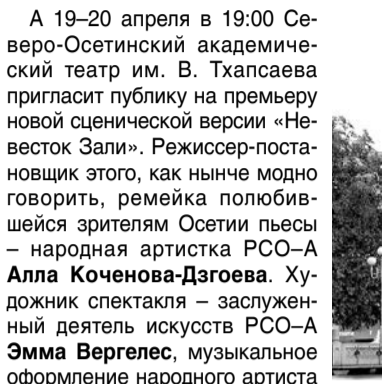 А 19–20 апреля в 19:00 Се-
веро-Осетинский академиче-
ский театр им. В. Тхапсаева
пригласит публику на премьеру
новой сценической версии «Не-
весток Зали». Режиссер-поста-
новщик этого, как нынче модно
говорить, ремейка полюбив-
шейся зрителям Осетии пьесы
– народная артистка РСО–А
Алла Коченова-Дзгоева. Ху-
дожник спектакля – заслужен-
ный деятель искусств РСО–А
Эмма Вергелес, музыкальное
оформление народного артиста